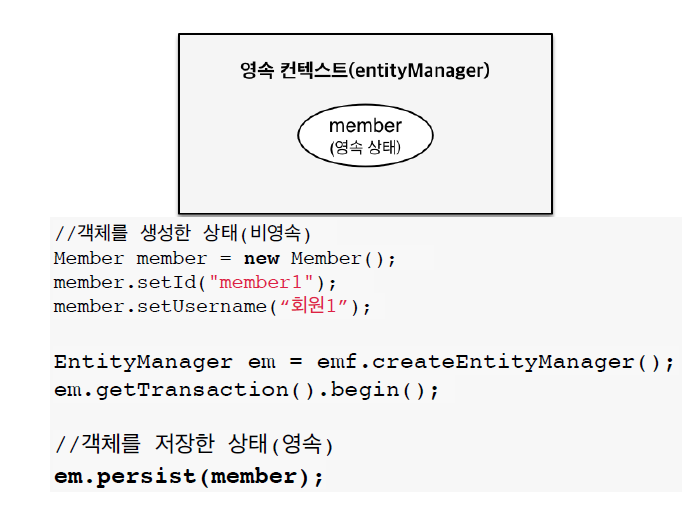 영속 컨텍스트(entityManager)
member
(영속 상태)
//객체를 생성한 상태(비영속)
Member member = new Member();
member.setId("member1");
member.setUsername(“회원1”);
EntityManager em = emf.createEntityManager();
em.getTransaction().begin();
//객체를 저장한 상태(영속)
em.persist(member);